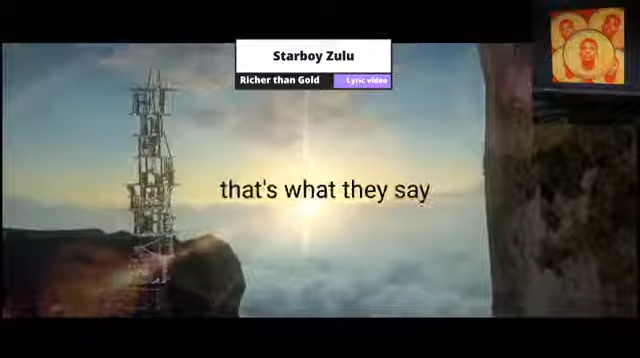 Starboy Zulu
Richer than Gold
Lyric video
that's what they say